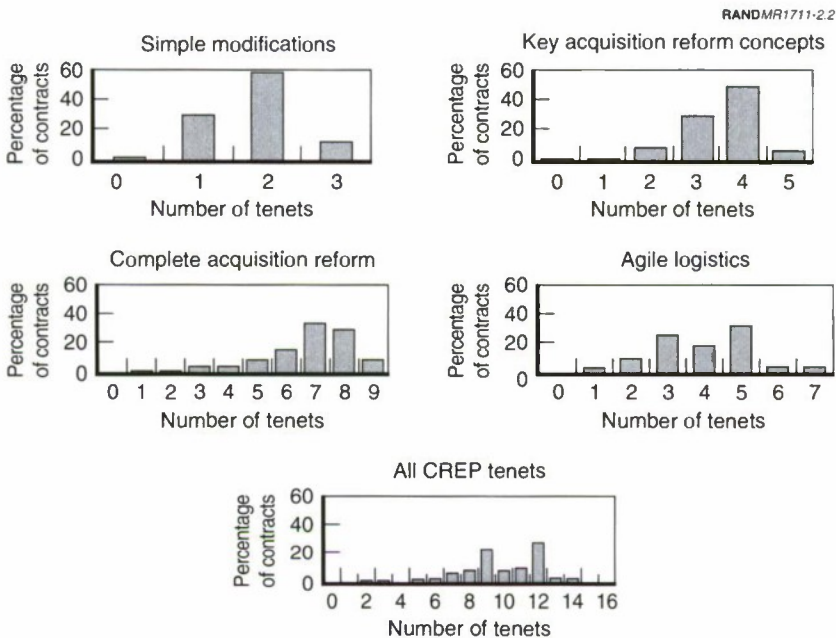 RANDMR1711-2.2
Simple modifications
Percentage
of contracts
60
40
20
0
0 1 2 3
Number of tenets
Key acquisition reform concepts
Percentage
of contracts
60
40
20
0
0 1 2 3 4 5
Number of tenets
Complete acquisition reform
Percentage
of contracts
60
40
20
0
0 1 2 3 4 5 6 7 8 9
Number of tenets
Agile logistics
Percentage
of contracts
60
40
20
0
0 1 2 3 4 5 6 7
Number of tenets
All CREP tenets
Percentage
of contracts
60
40
20
0
0 2 4 6 8 10 12 14 16
Number of tenets